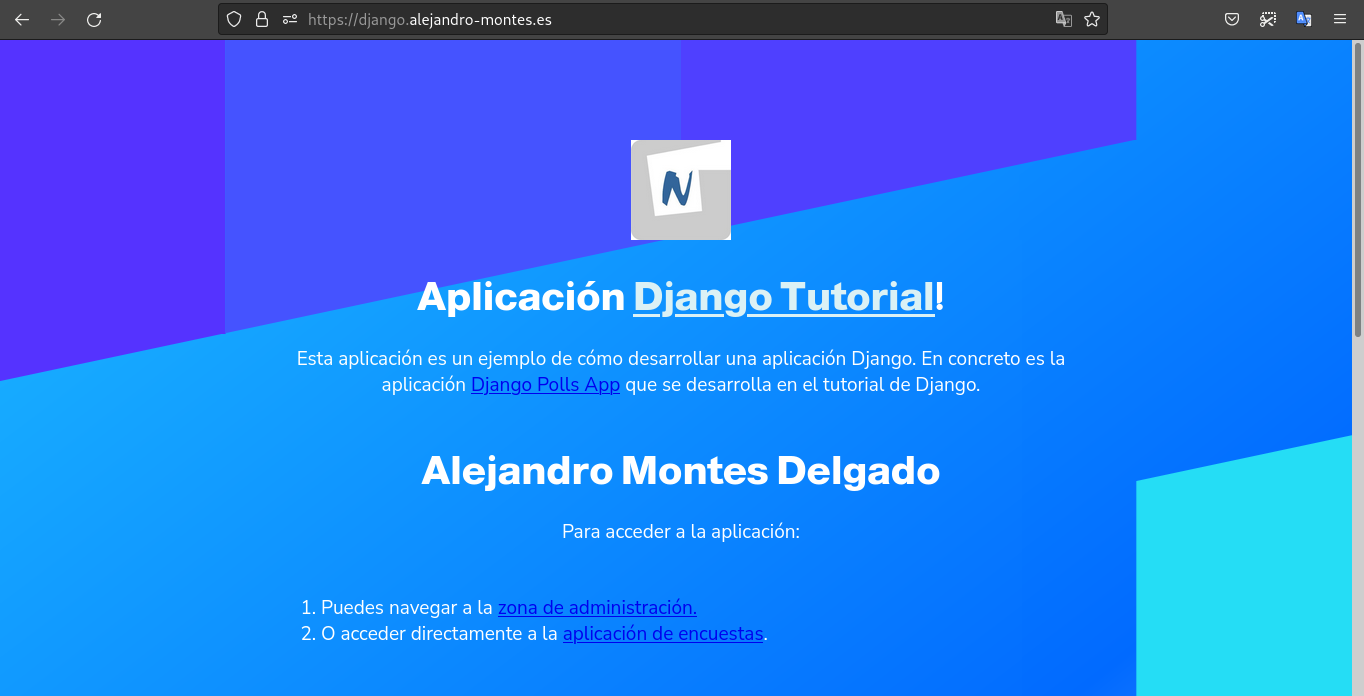 https://django.alejandro-montes.es
N
Aplicación Django Tutorial!
Esta aplicación es un ejemplo de cómo desarrollar una aplicación Django. En concreto es la
aplicación Django Polls App que se desarrolla en el tutorial de Django.
Alejandro Montes Delgado
Para acceder a la aplicación:
1. Puedes navegar a la zona de administración.
2. O acceder directamente a la aplicación de encuestas.